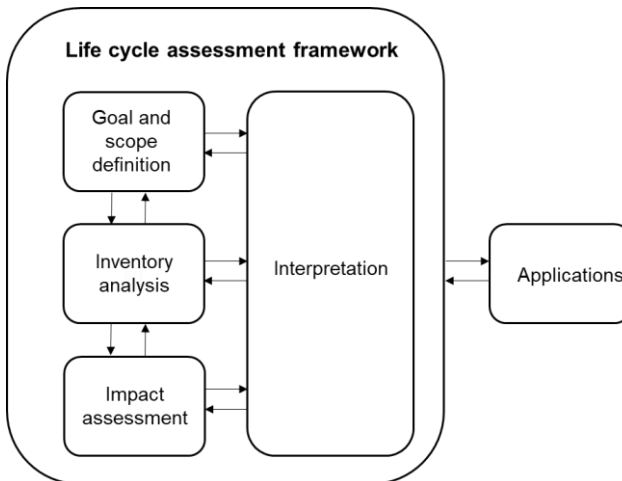 Life cycle assessment framework
Goal and
scope
definition
Inventory
analysis
Impact
assessment
Interpretation
Applications